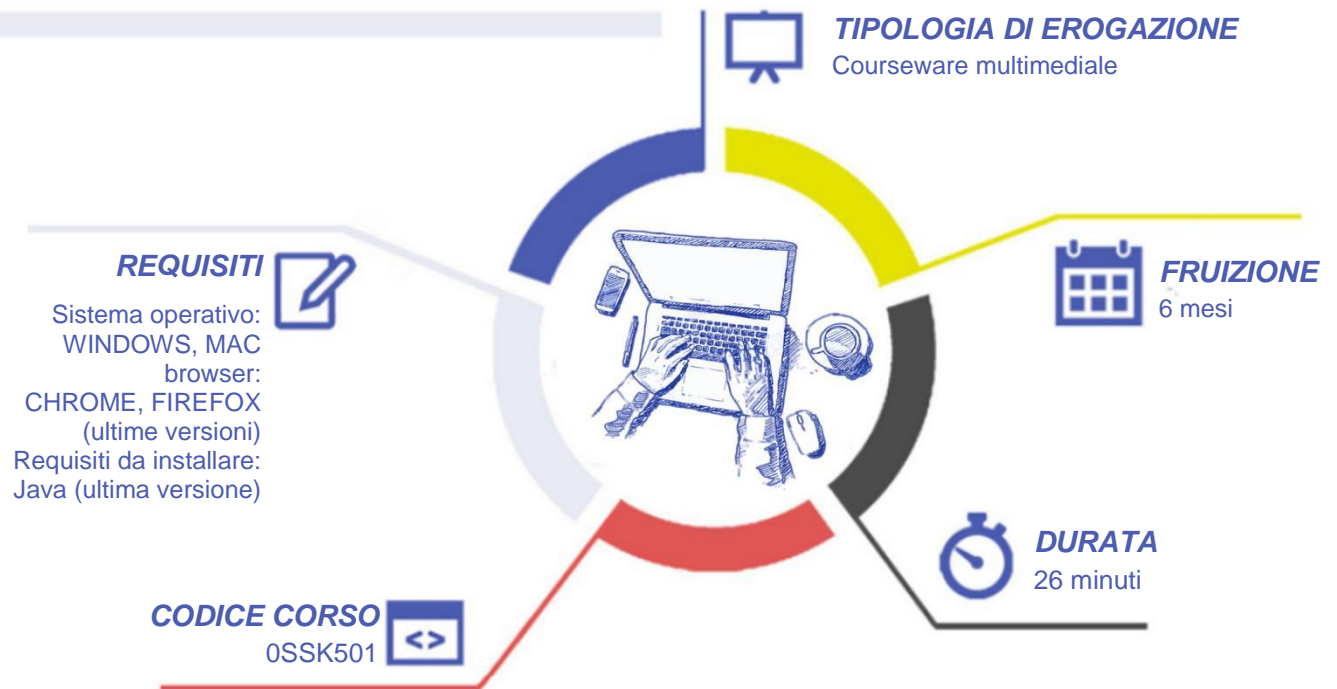 TIPOLOGIA DI EROGAZIONE
Courseware multimediale
REQUISITI
Sistema operativo:
WINDOWS, MAC
browser:
CHROME, FIREFOX
(ultime versioni)
Requisiti da installare:
Java (ultima versione)
FRUIZIONE
6 mesi
DURATA
26 minuti
CODICE CORSO
0SSK501